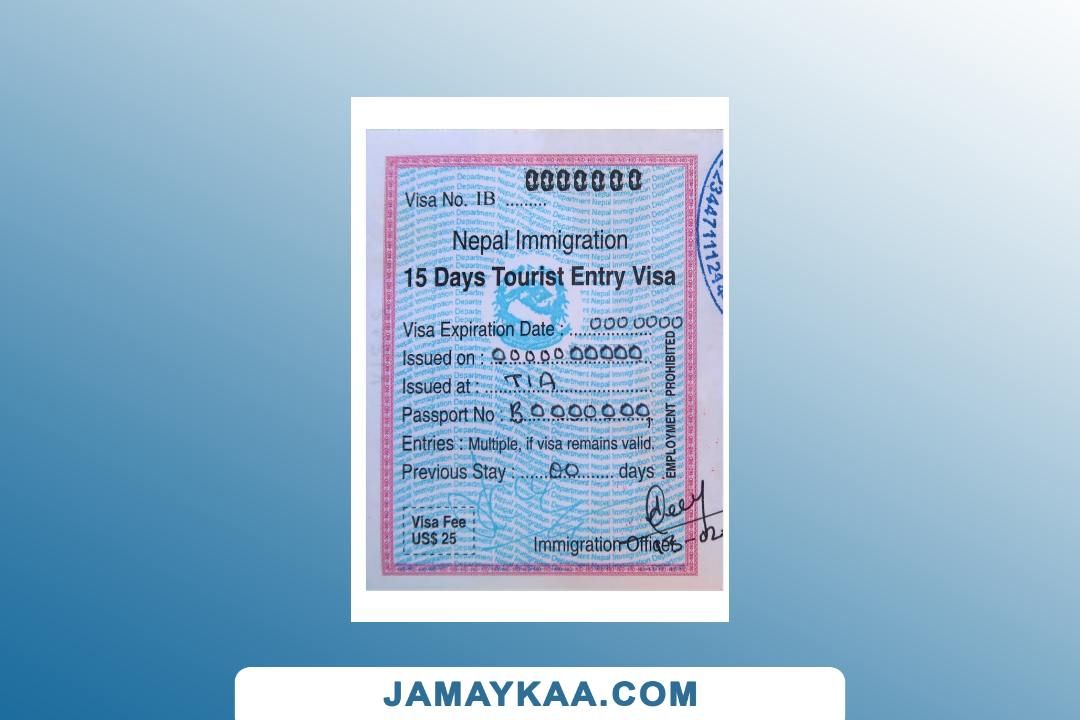 0000000
Visa No. IB .........
Nepal Immigration
15 Days Tourist Entry Visa
Visa Expiration Date : 000 0000
Issued on : 00000 00000
Issued at : TIA
Passport No : B0000000
Entries : Multiple, if visa remains valid.
Previous Stay : 00 days
EMPLOYMENT PROHIBITED
Visa Fee
US$ 25
Immigration Officer
JAMAYKAA.COM